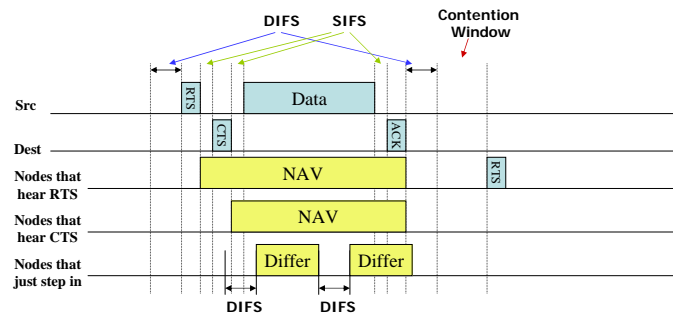 DIFS
SIFS
Contention
Window
Src
RTS
Data
Dest
CTS
ACK
Nodes that
hear RTS
NAV
RTS
Nodes that
hear CTS
NAV
Nodes that
just step in
Differ
Differ
DIFS
DIFS